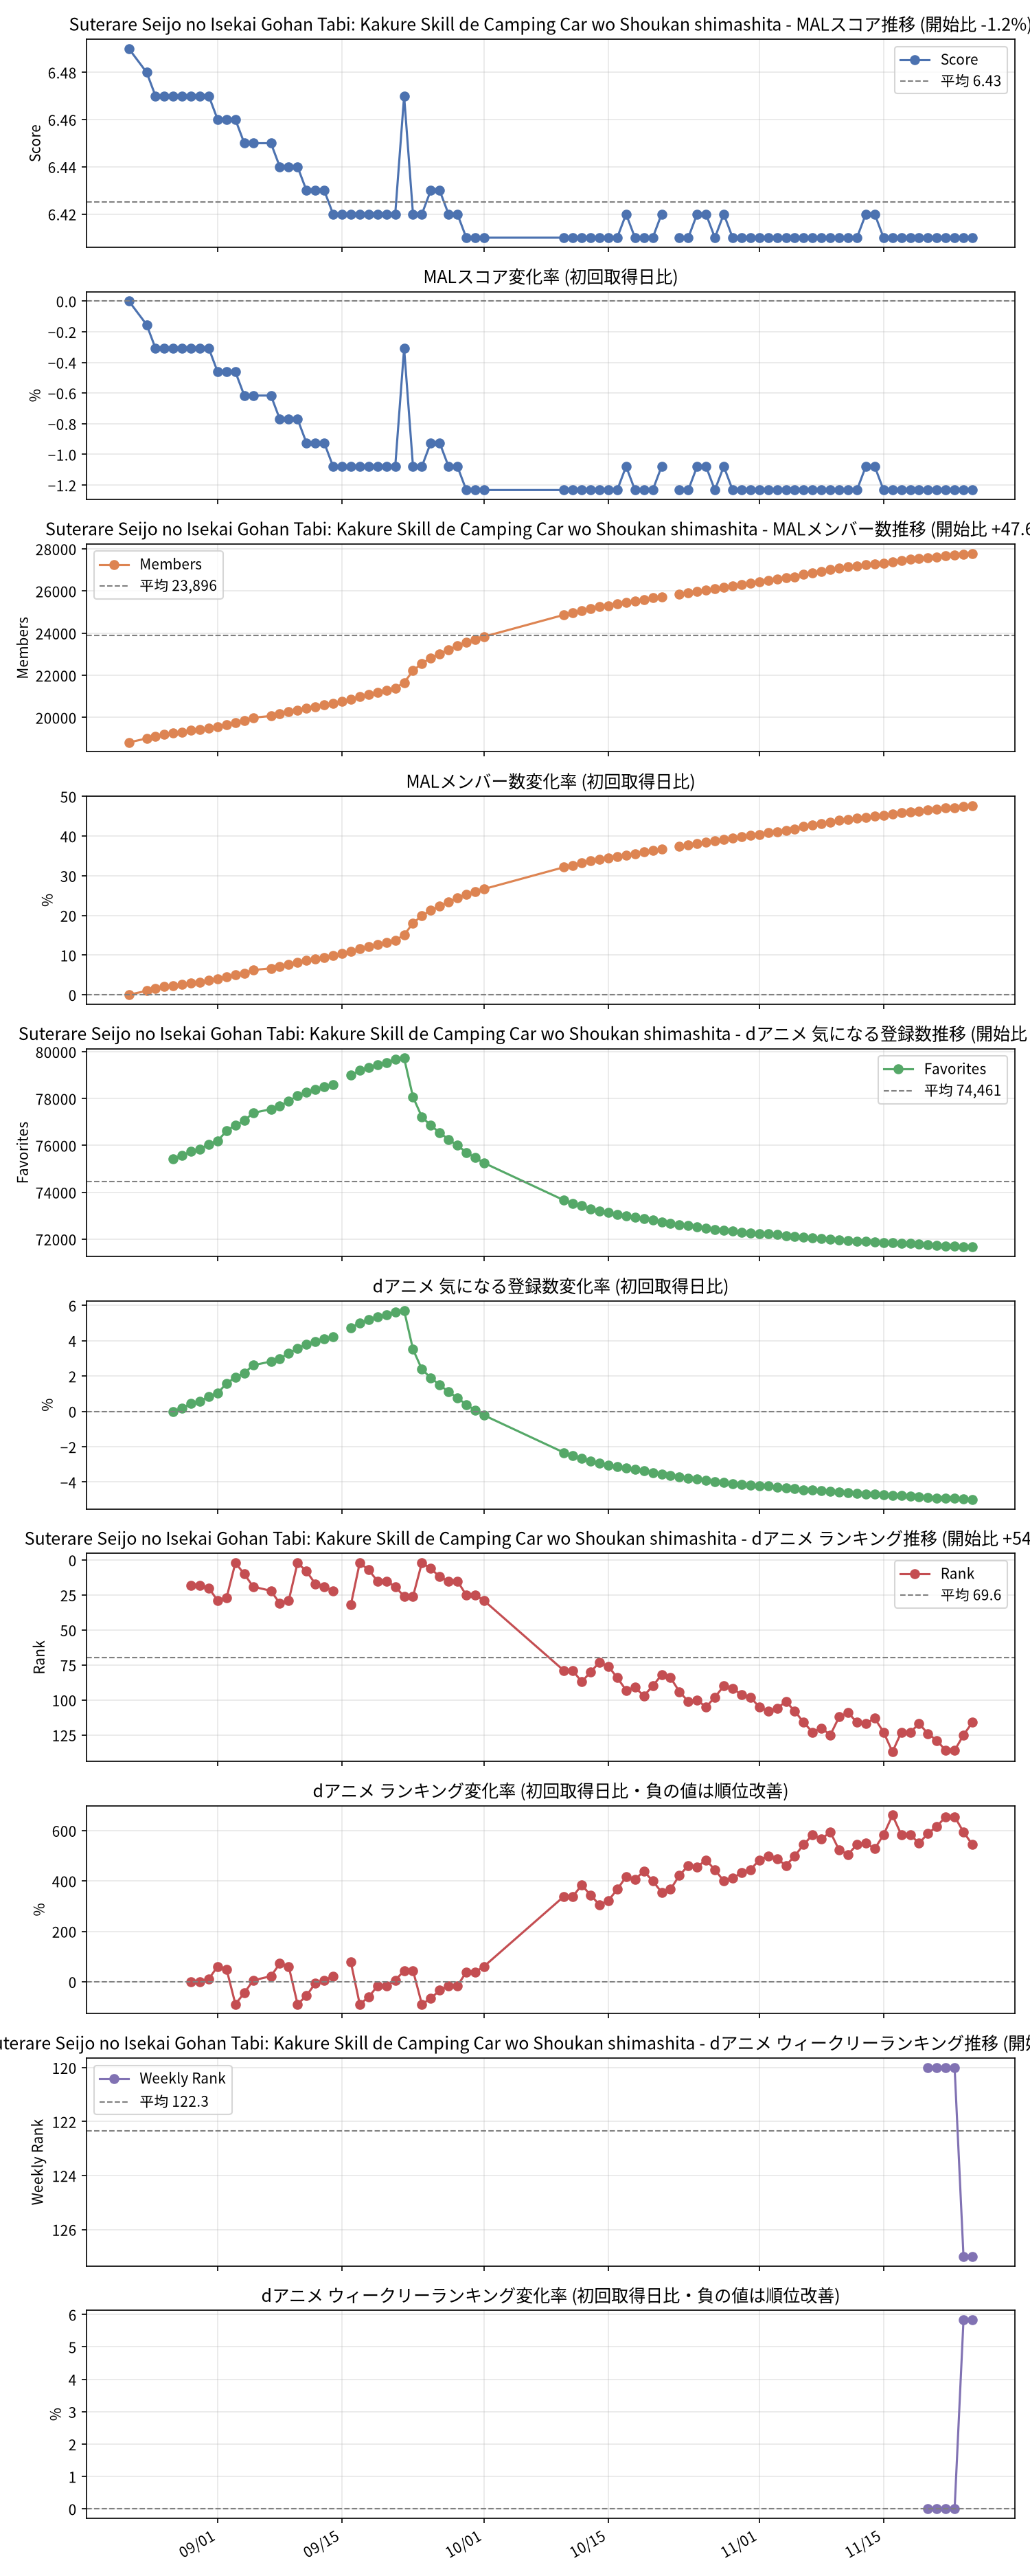 Suterare Seijo no Isekai Gohan Tabi: Kakure Skill de Camping Car wo Shoukan shimashita - MALスコア推移 (開始比 -1.2%)
6.48
6.46
6.44
6.42
Score
Score
平均 6.43
MALスコア変化率 (初回取得日比)
0.0
−0.2
−0.4
−0.6
−0.8
−1.0
−1.2
%
Suterare Seijo no Isekai Gohan Tabi: Kakure Skill de Camping Car wo Shoukan shimashita - MALメンバー数推移 (開始比 +47.6
28000
26000
24000
22000
20000
Members
Members
平均 23,896
MALメンバー数変化率 (初回取得日比)
50
40
30
20
10
0
%
Suterare Seijo no Isekai Gohan Tabi: Kakure Skill de Camping Car wo Shoukan shimashita - dアニメ 気になる登録数推移 (開始比
80000
78000
76000
74000
72000
Favorites
Favorites
平均 74,461
dアニメ 気になる登録数変化率 (初回取得日比)
6
4
2
0
−2
−4
%
Suterare Seijo no Isekai Gohan Tabi: Kakure Skill de Camping Car wo Shoukan shimashita - dアニメ ランキング推移 (開始比 +54
0
25
50
75
100
125
Rank
Rank
平均 69.6
dアニメ ランキング変化率 (初回取得日比・負の値は順位改善)
600
400
200
0
%
uterare Seijo no Isekai Gohan Tabi: Kakure Skill de Camping Car wo Shoukan shimashita - dアニメ ウィークリーランキング推移 (開始
120
122
124
126
Weekly Rank
Weekly Rank
平均 122.3
dアニメ ウィークリーランキング変化率 (初回取得日比・負の値は順位改善)
6
5
4
3
2
1
0
%
09/01
09/15
10/01
10/15
11/01
11/15